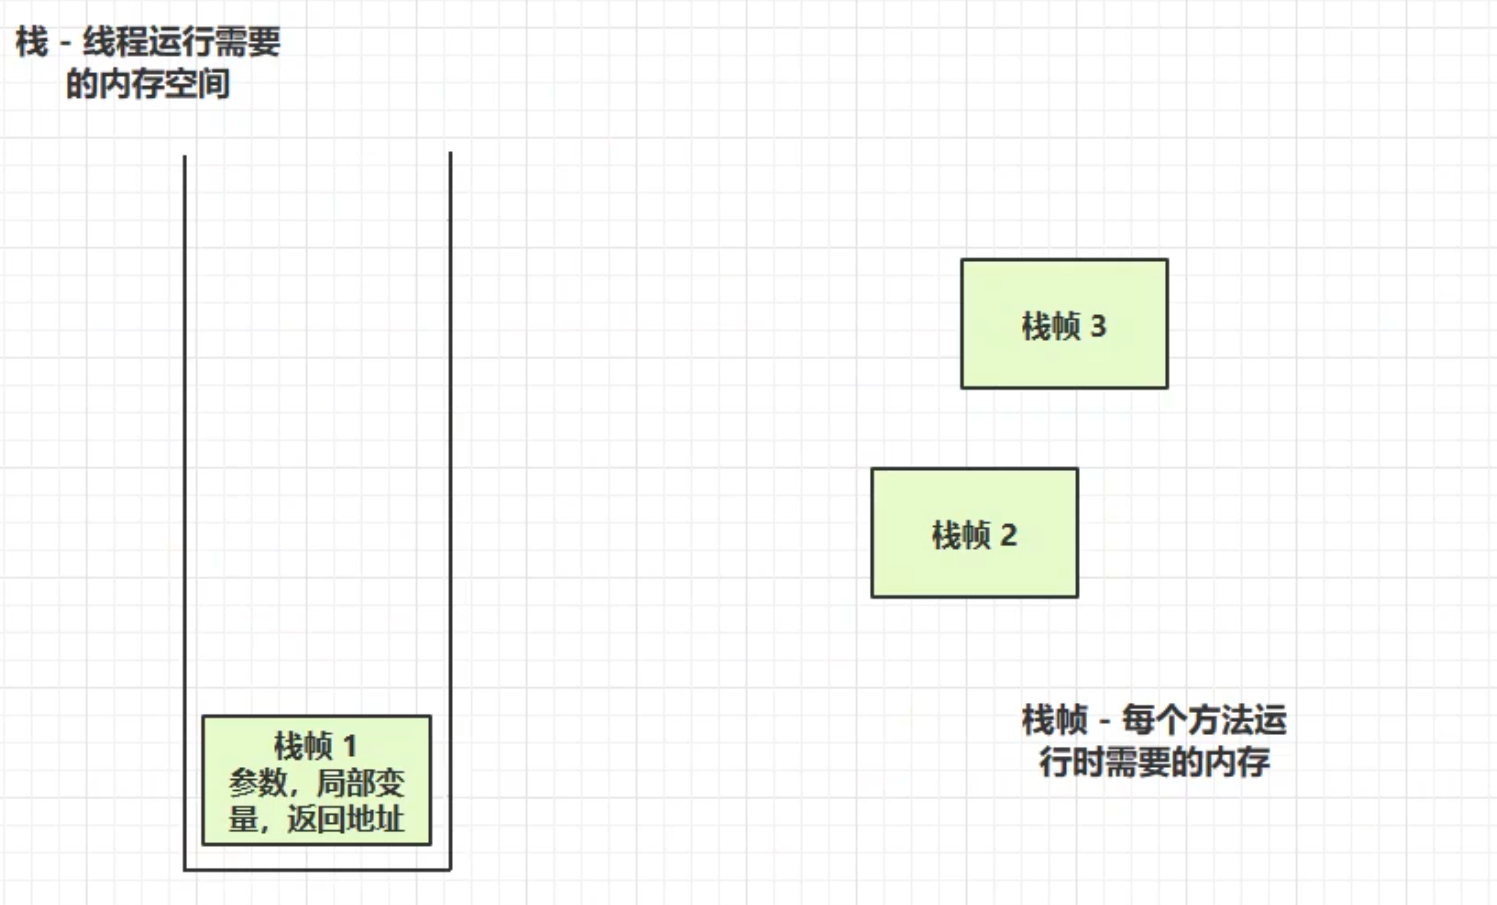 栈 - 线程运行需要
的内存空间
栈帧 3
栈帧 2
栈帧 - 每个方法运
行时需要的内存
栈帧 1
参数，局部变
量，返回地址